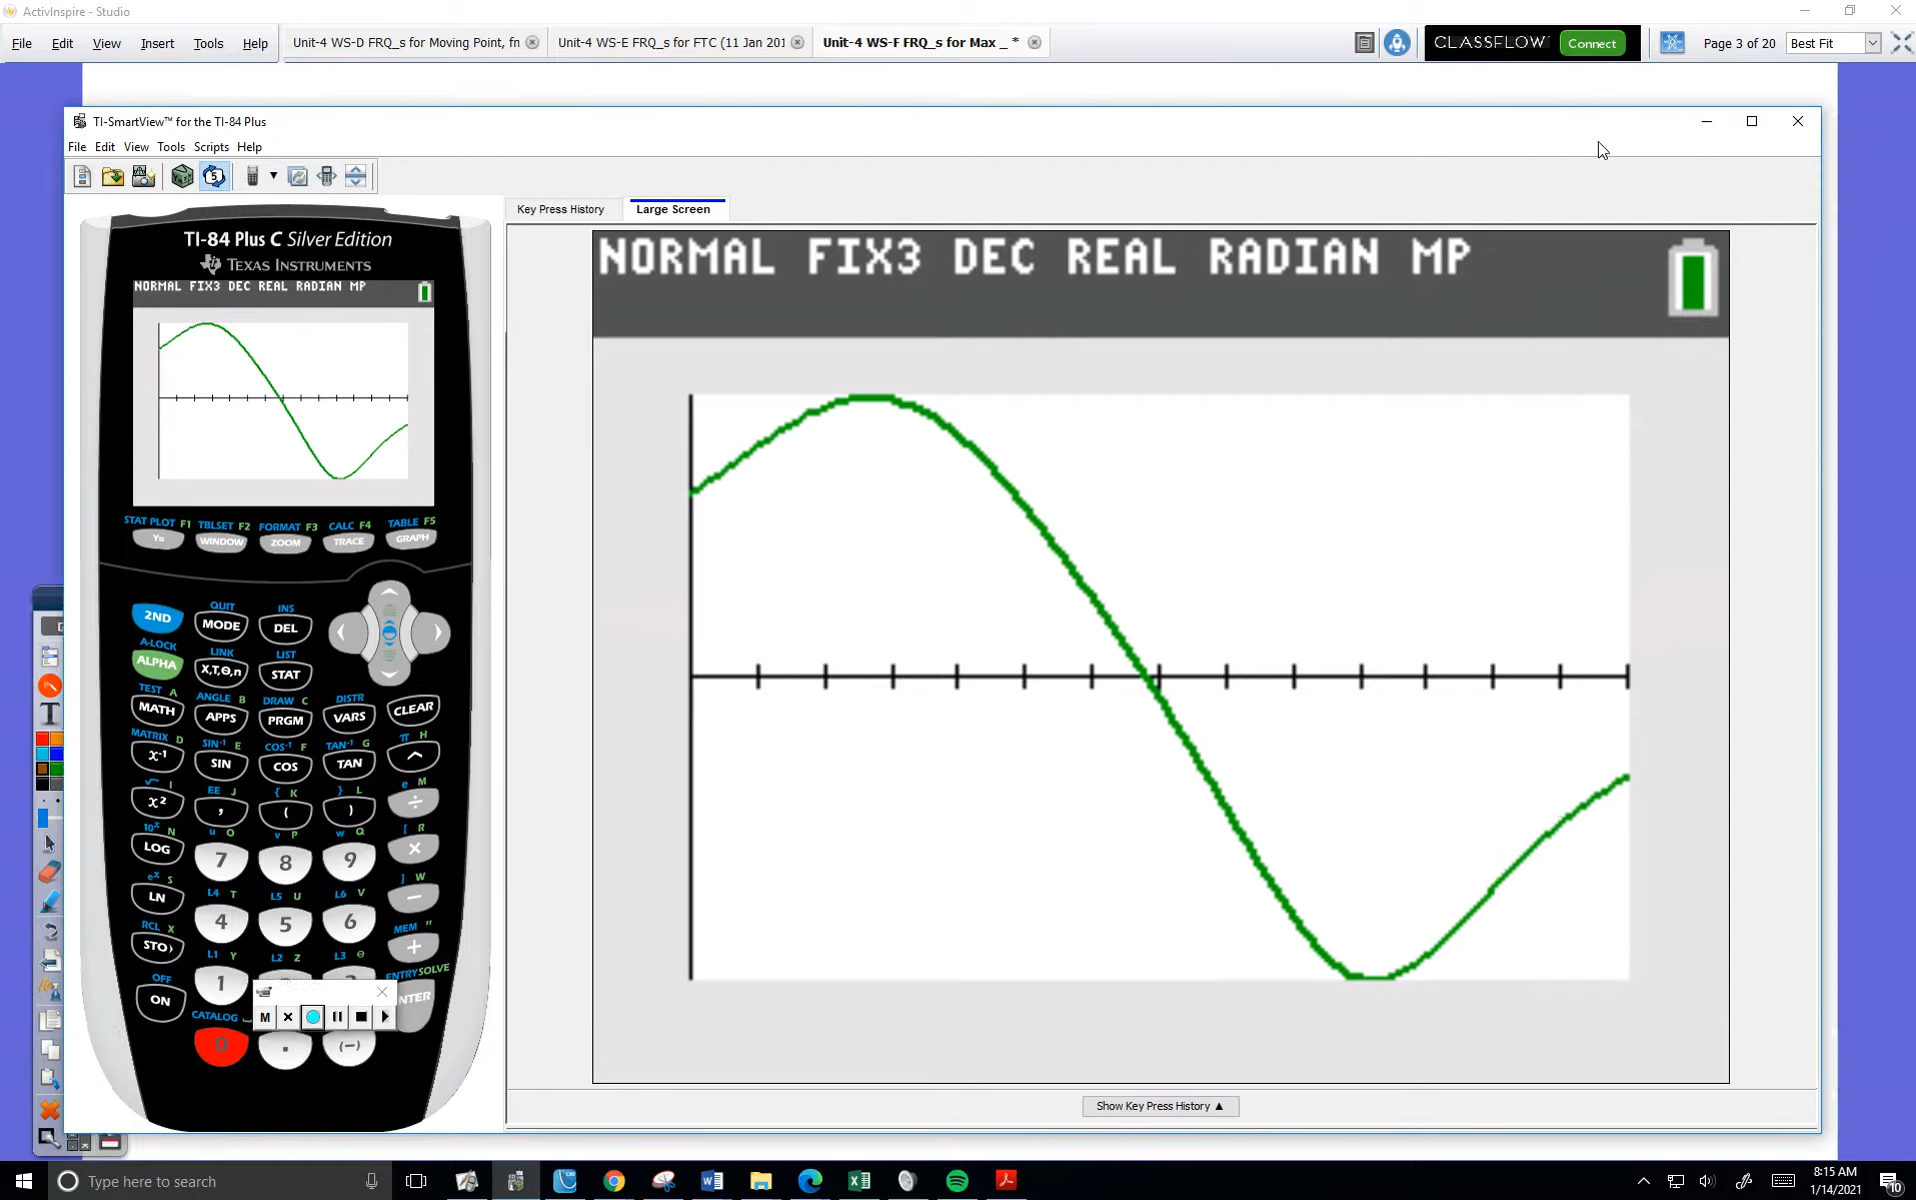 ActivInspire - Studio
File Edit View Insert Tools Help
Unit-4 WS-D FRQ_s for Moving Point, fn
Unit-4 WS-E FRQ_s for FTC (11 Jan 201
Unit-4 WS-F FRQ_s for Max _ *
CLASSFLOW Connect
Page 3 of 20 Best Fit
TI-SmartView™ for the TI-84 Plus
File Edit View Tools Scripts Help
Key Press History Large Screen
NORMAL FIX3 DEC REAL RADIAN MP
TI-84 Plus C Silver Edition
TEXAS INSTRUMENTS
NORMAL FIX3 DEC REAL RADIAN MP
STAT PLOT F1 TBLSET F2 FORMAT F3 CALC F4 TABLE F5
Y= WINDOW ZOOM TRACE GRAPH
QUIT INS
2ND MODE DEL
A-LOCK LINK LIST
ALPHA X,T,Θ,n STAT
TEST A ANGLE B DRAW C DISTR
MATH APPS PRGM VARS CLEAR
MATRIX D SIN⁻¹ E COS⁻¹ F TAN⁻¹ G π H
x⁻¹ SIN COS TAN ^
√ I EE J { K } L e M
x² , ( ) ÷
10ˣ N u O v P w Q [ R
LOG 7 8 9 ×
eˣ S L4 T L5 U L6 V ] W
LN 4 5 6 −
RCL X L1 Y L2 Z L3 Θ MEM "
STO› 1 +
OFF ENTRY SOLVE
ON NTER
CATALOG
0 . (−)
M
Show Key Press History ▲
Type here to search
8:15 AM
1/14/2021
10